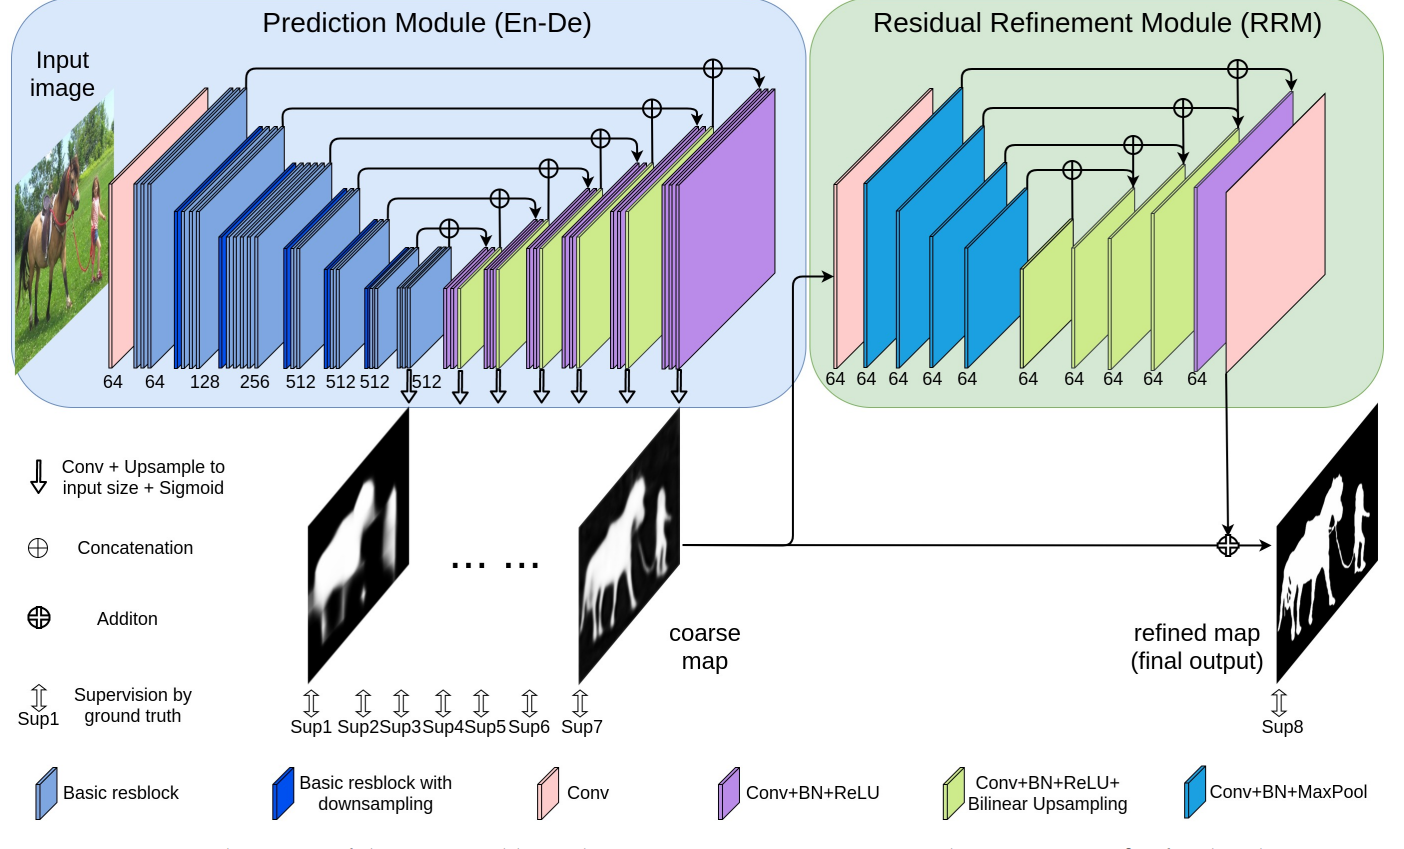 Prediction Module (En-De)
Residual Refinement Module (RRM)
Input
image
64 64 128 256 512 512 512 512
64 64 64 64 64 64 64 64 64 64
Conv + Upsample to
input size + Sigmoid
Concatenation
Additon
Supervision by
ground truth
Sup1
... ...
coarse
map
refined map
(final output)
Sup1 Sup2 Sup3 Sup4 Sup5 Sup6 Sup7
Sup8
Basic resblock
Basic resblock with
downsampling
Conv
Conv+BN+ReLU
Conv+BN+ReLU+
Bilinear Upsampling
Conv+BN+MaxPool